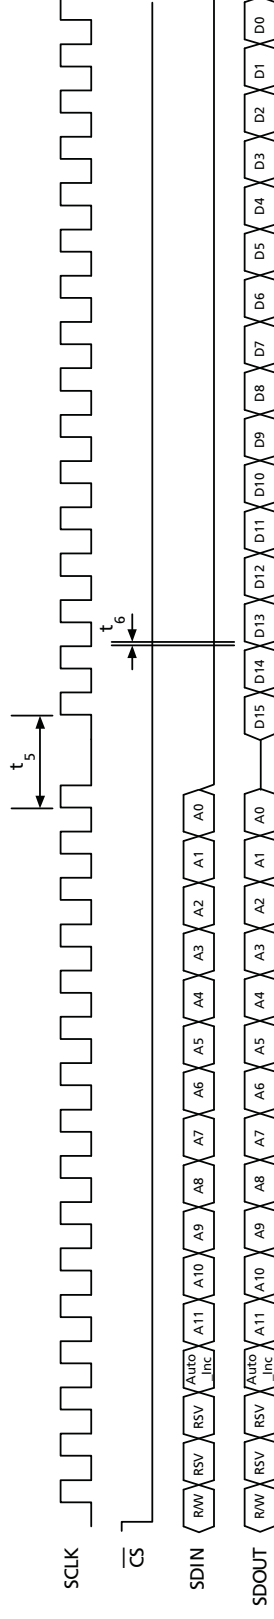 SCLK
t5
CS
t6
SDIN
R/W RSV RSV Auto_Inc A11 A10 A9 A8 A7 A6 A5 A4 A3 A2 A1 A0
SDOUT
R/W RSV RSV Auto_Inc A11 A10 A9 A8 A7 A6 A5 A4 A3 A2 A1 A0 D15 D14 D13 D12 D11 D10 D9 D8 D7 D6 D5 D4 D3 D2 D1 D0